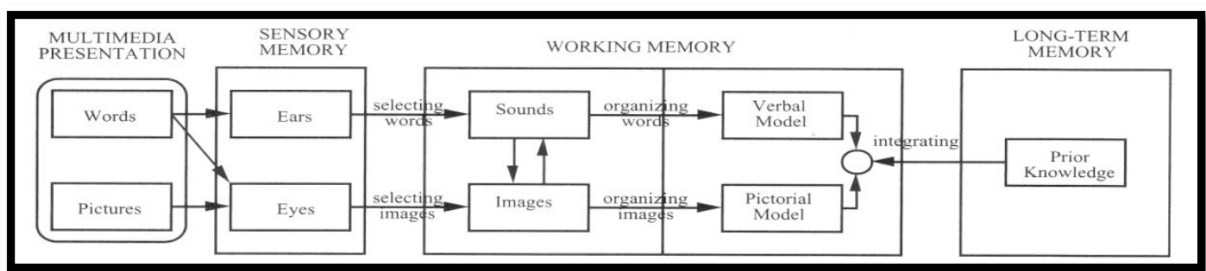 MULTIMEDIA
PRESENTATION
SENSORY
MEMORY
WORKING MEMORY
LONG-TERM
MEMORY
Words
Ears
selecting
words
Sounds
organizing
words
Verbal
Model
integrating
Prior
Knowledge
Pictures
Eyes
selecting
images
Images
organizing
images
Pictorial
Model